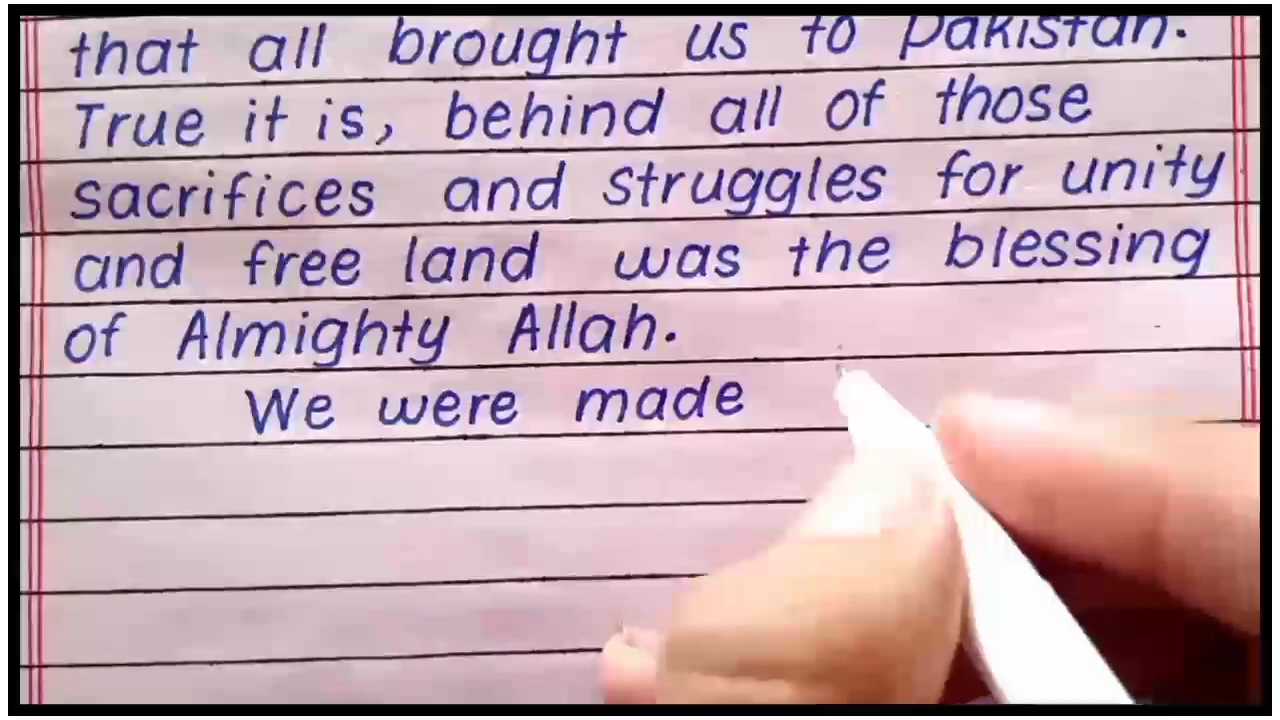 that all brought us to Pakistan.
True it is, behind all of those
sacrifices and struggles for unity
and free land was the blessing
of Almighty Allah.
We were made